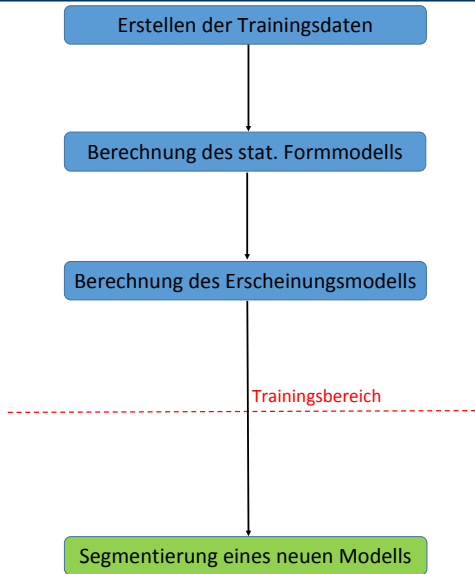 Erstellen der Trainingsdaten
Berechnung des stat. Formmodells
Berechnung des Erscheinungsmodells
Trainingsbereich
Segmentierung eines neuen Modells